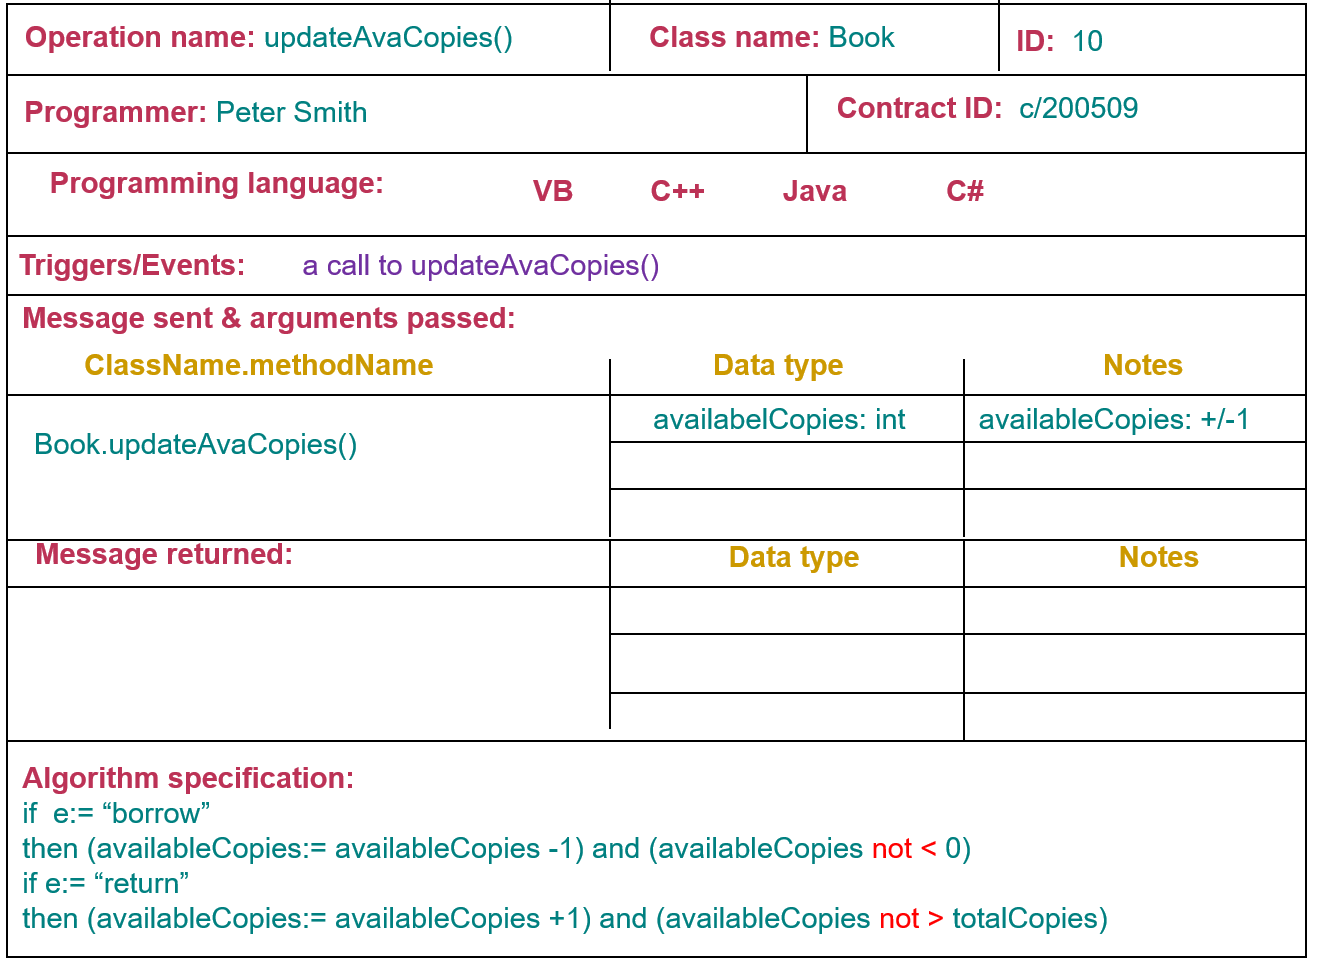 Operation name: updateAvaCopies() Class name: Book ID: 10
Programmer: Peter Smith Contract ID: c/200509
Programming language: VB C++ Java C#
Triggers/Events: a call to updateAvaCopies()
Message sent & arguments passed:
ClassName.methodName Data type Notes
availabelCopies: int availableCopies: +/-1
Book.updateAvaCopies()
Message returned: Data type Notes
Algorithm specification:
if e:= “borrow”
then (availableCopies:= availableCopies -1) and (availableCopies not < 0)
if e:= “return”
then (availableCopies:= availableCopies +1) and (availableCopies not > totalCopies)